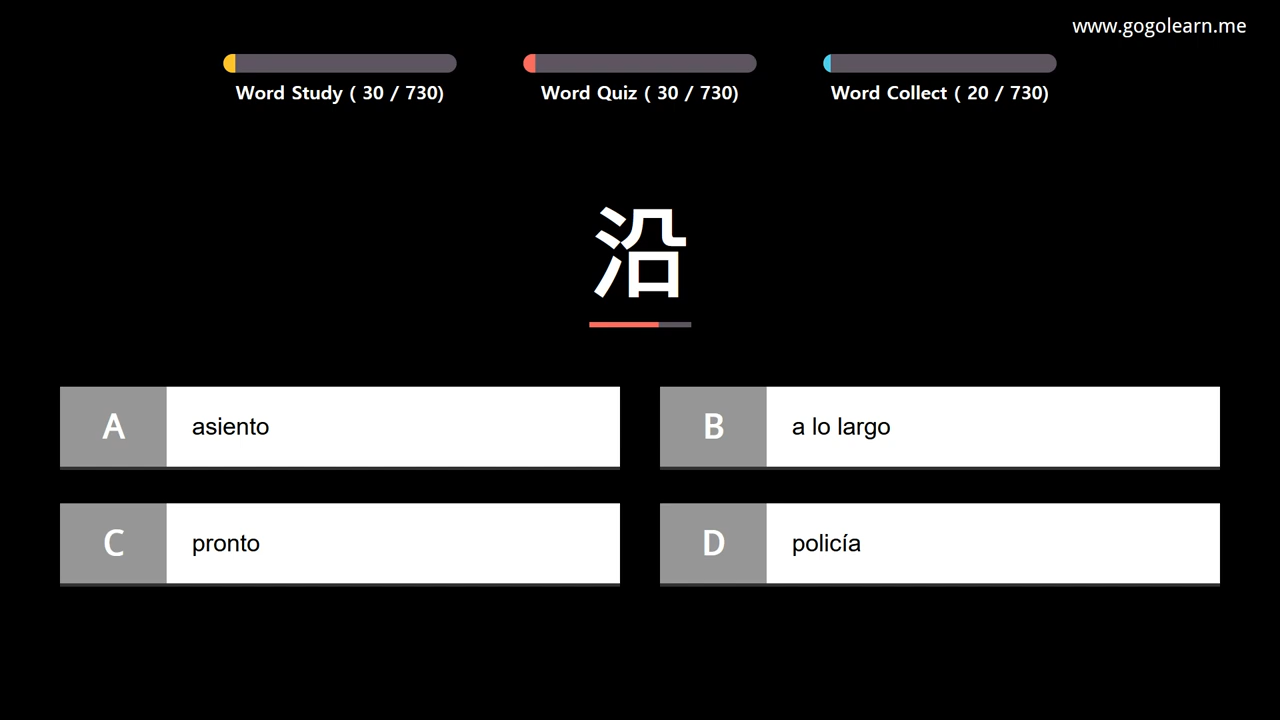 www.gogolearn.me
Word Study ( 30 / 730)
Word Quiz ( 30 / 730)
Word Collect ( 20 / 730)
沿
A asiento
B a lo largo
C pronto
D policía